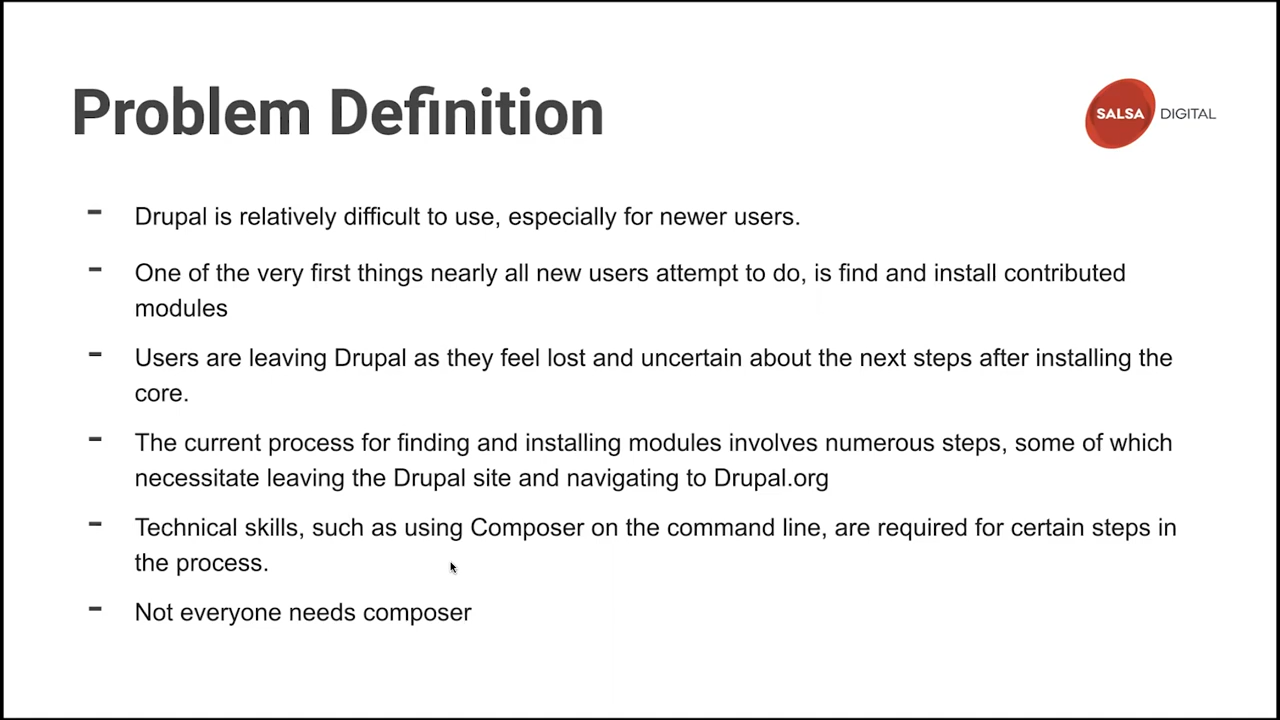 Problem Definition
SALSA DIGITAL
- Drupal is relatively difficult to use, especially for newer users.
- One of the very first things nearly all new users attempt to do, is find and install contributed
modules
- Users are leaving Drupal as they feel lost and uncertain about the next steps after installing the
core.
- The current process for finding and installing modules involves numerous steps, some of which
necessitate leaving the Drupal site and navigating to Drupal.org
- Technical skills, such as using Composer on the command line, are required for certain steps in
the process.
- Not everyone needs composer